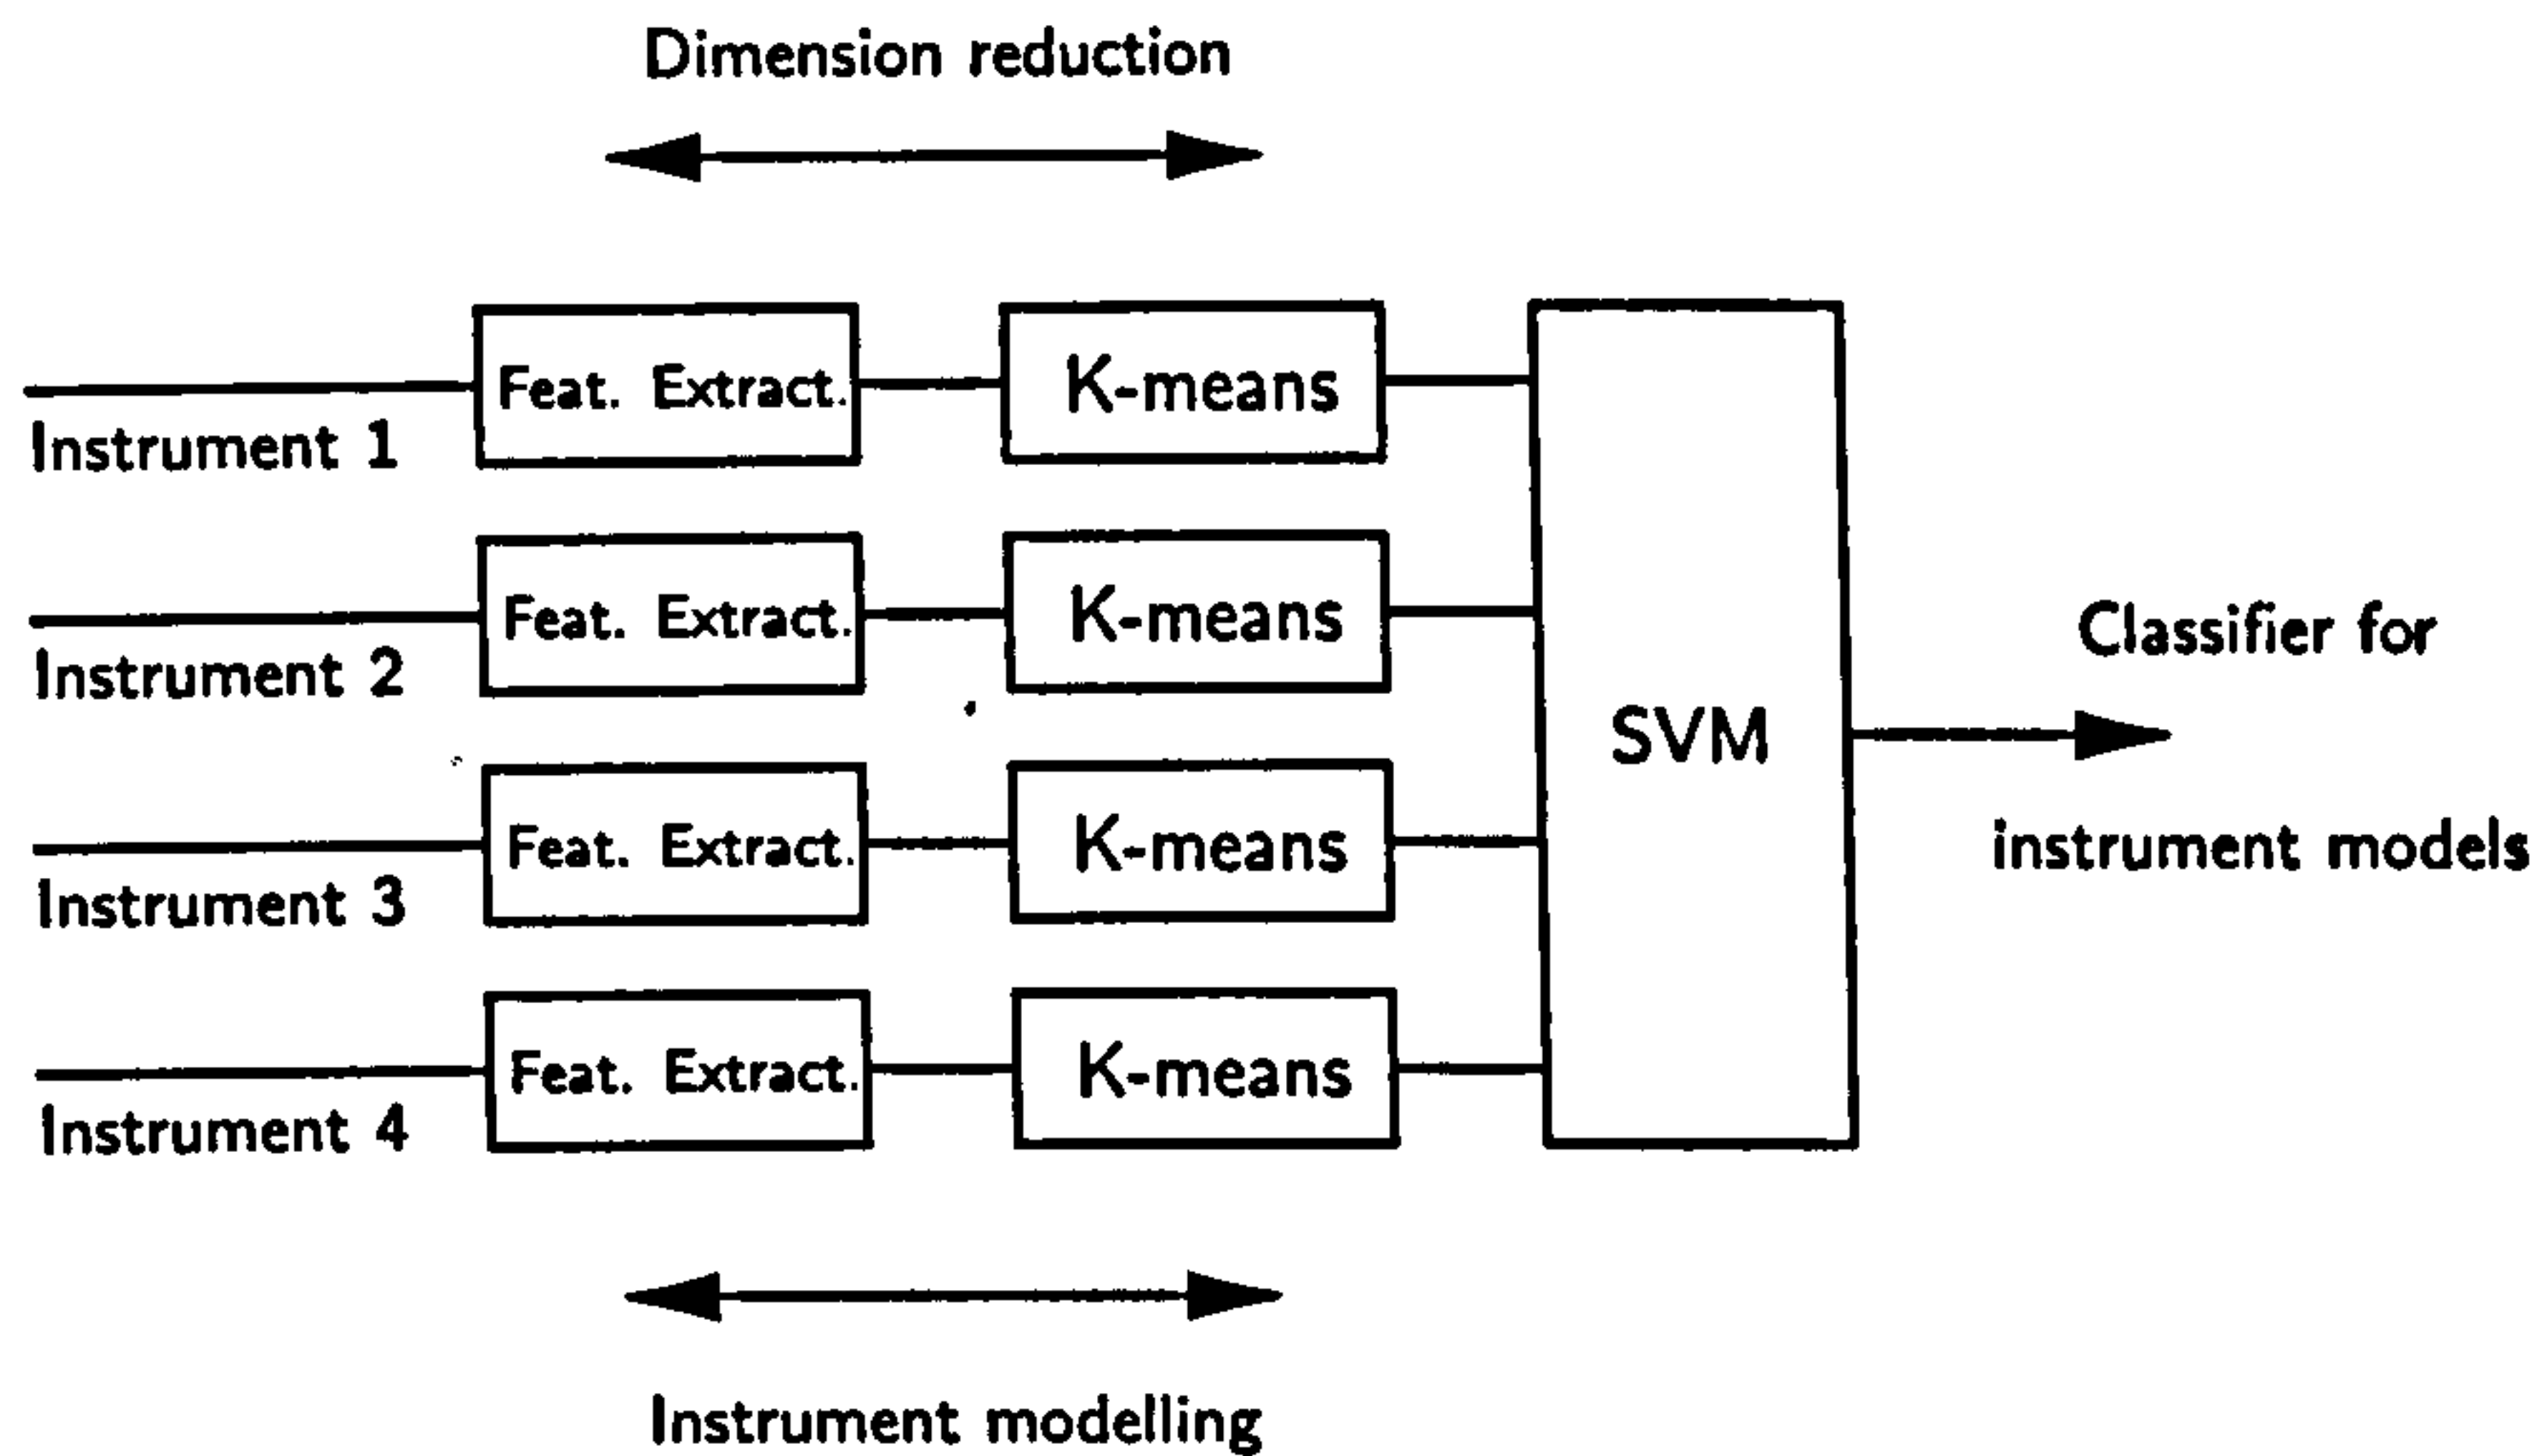 Dimension reduction
Feat. Extract.
K-means
Instrument 1
Feat. Extract.
K-means
Instrument 2
SVM
Classifier for
instrument models
Feat. Extract.
K-means
Instrument 3
Feat. Extract.
K-means
Instrument 4
Instrument modelling